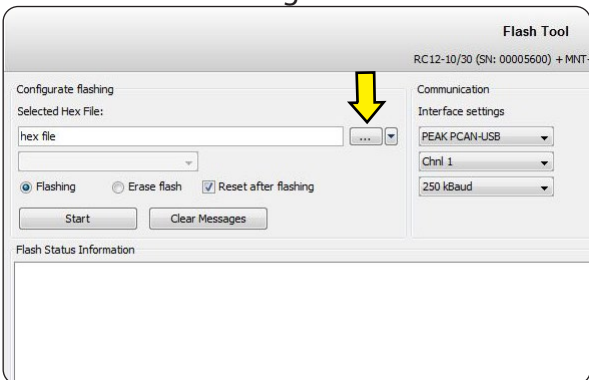 Flash Tool
RC12-10/30 (SN: 00005600) + MNT-
Configurate flashing
Selected Hex File:
hex file
...
Flashing
Erase flash
Reset after flashing
Start
Clear Messages
Communication
Interface settings
PEAK PCAN-USB
Chnl 1
250 kBaud
Flash Status Information